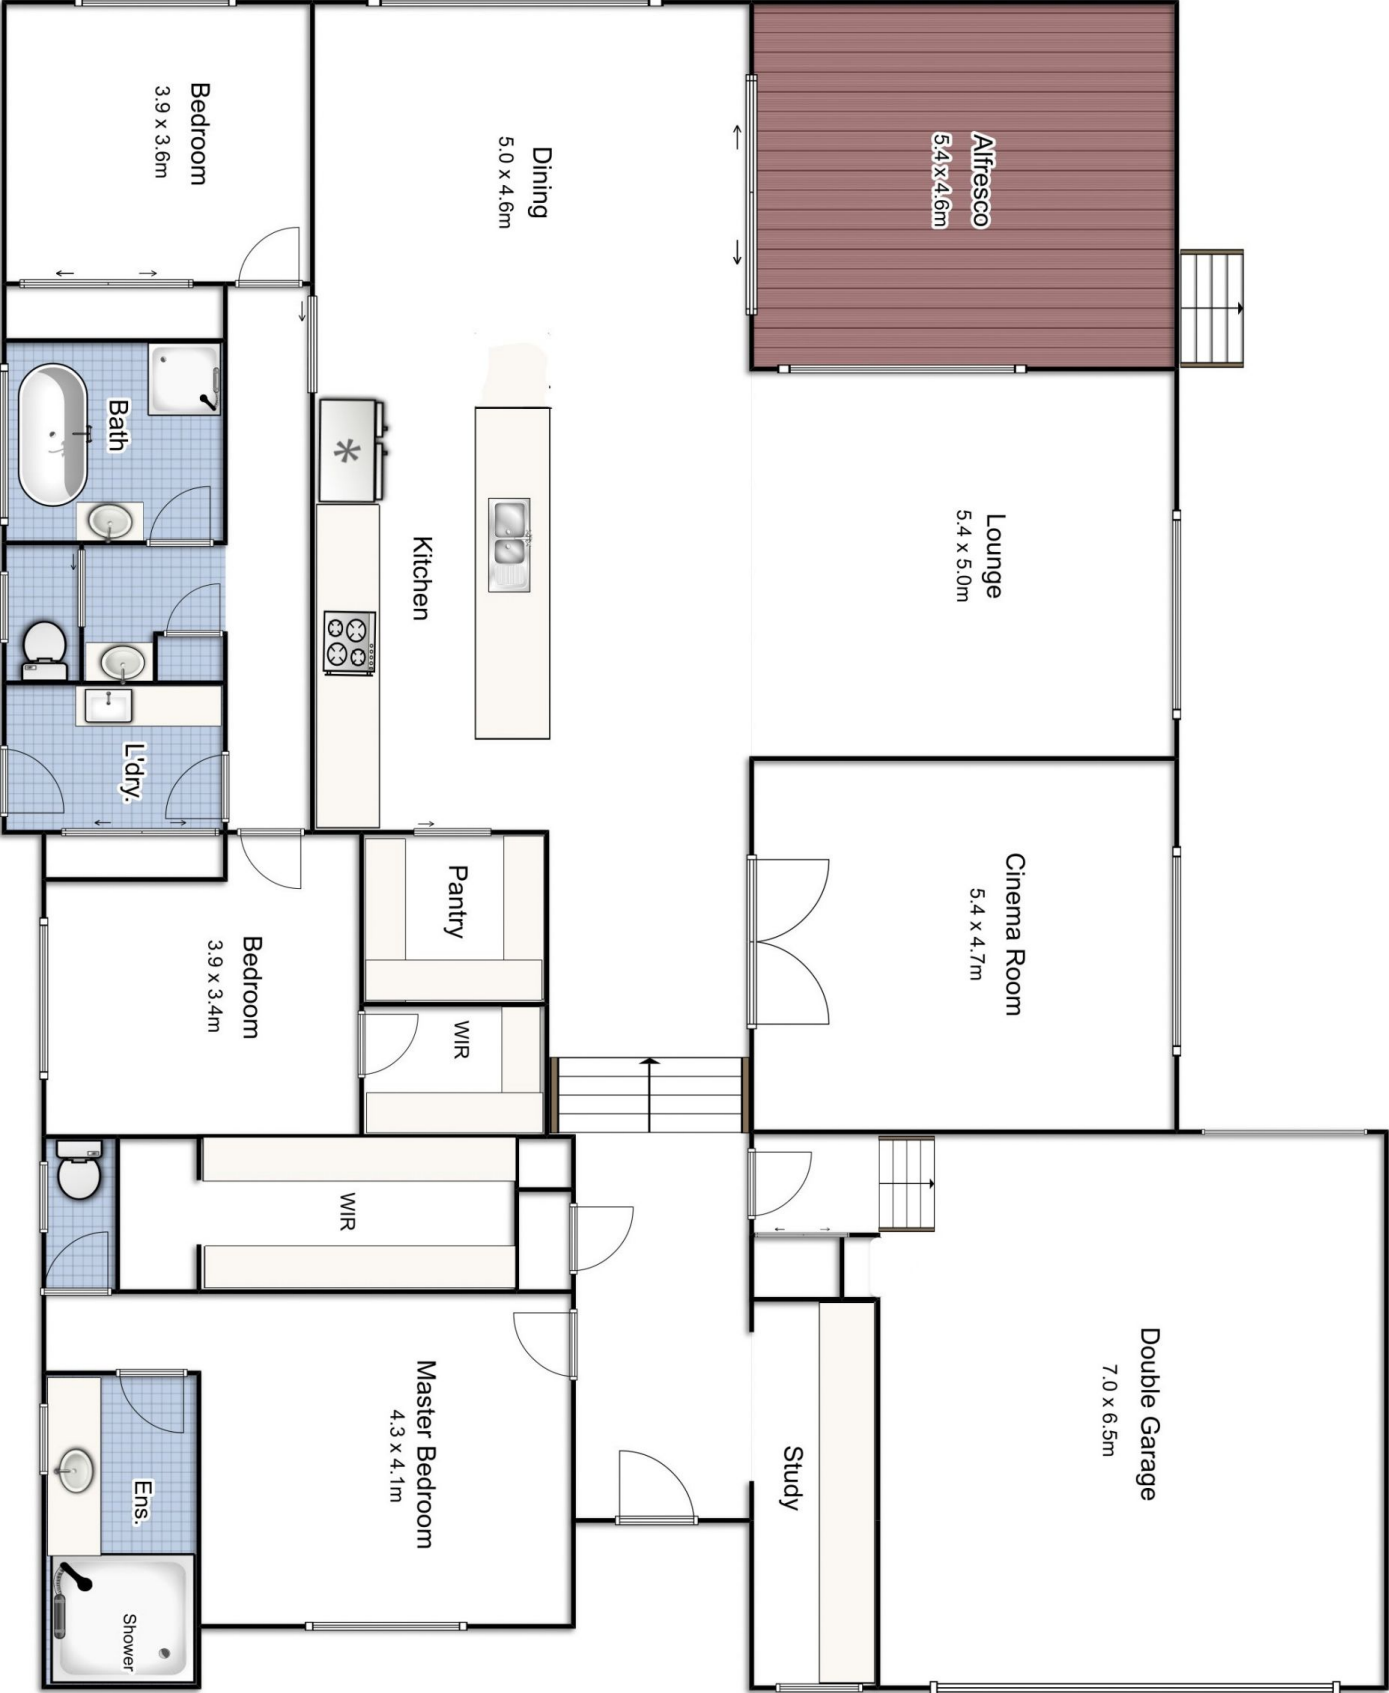 Bedroom
3.9 x 3.6m
Dining
5.0 x 4.6m
Alfresco
5.4 x 4.6m
Bath
Kitchen
Lounge
5.4 x 5.0m
L'dry.
Pantry
Bedroom
3.9 x 3.4m
WIR
Cinema Room
5.4 x 4.7m
WIR
Master Bedroom
4.3 x 4.1m
Ens.
Shower
Study
Double Garage
7.0 x 6.5m